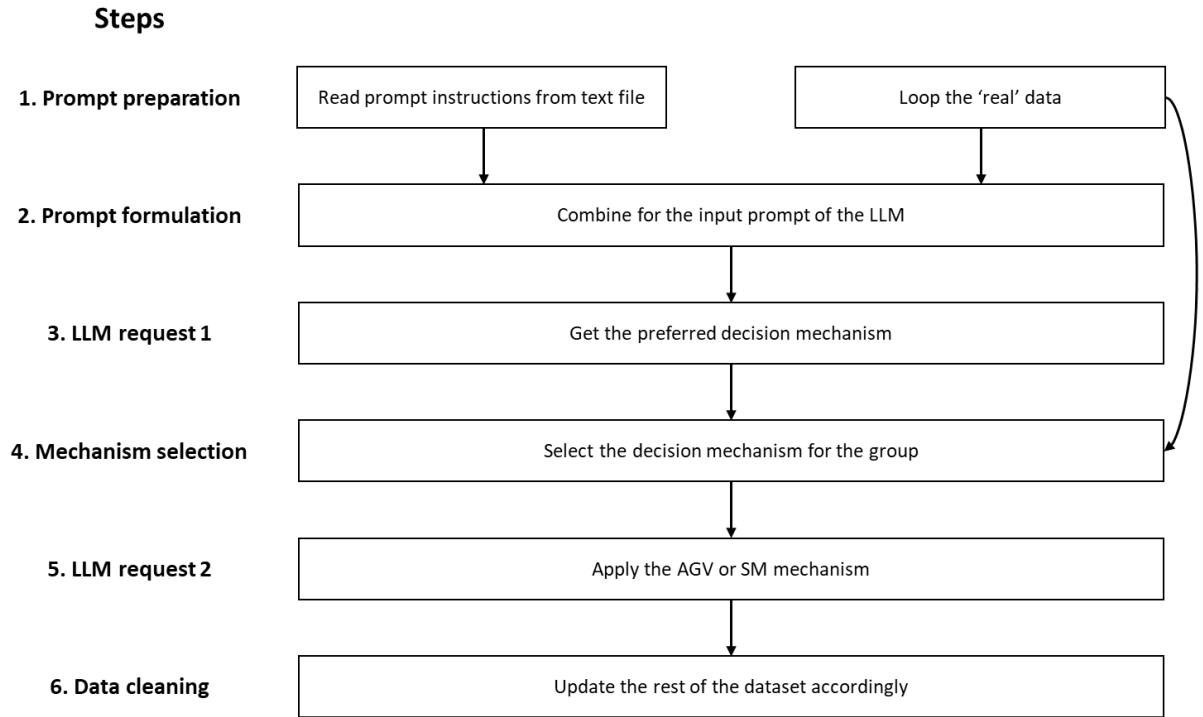 Steps
1. Prompt preparation
Read prompt instructions from text file
Loop the ‘real’ data
2. Prompt formulation
Combine for the input prompt of the LLM
3. LLM request 1
Get the preferred decision mechanism
4. Mechanism selection
Select the decision mechanism for the group
5. LLM request 2
Apply the AGV or SM mechanism
6. Data cleaning
Update the rest of the dataset accordingly